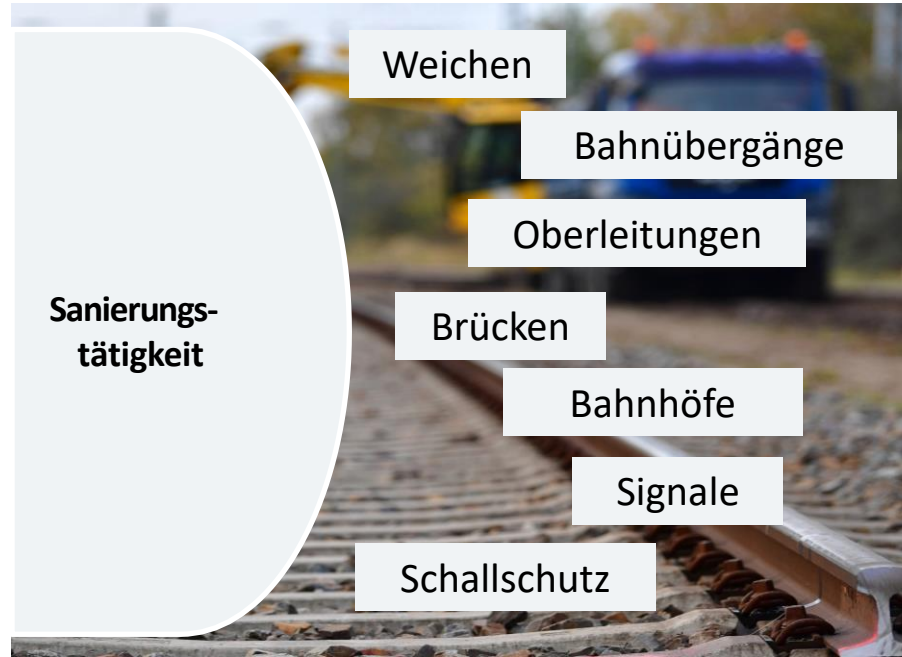 Weichen
Bahnübergänge
Oberleitungen
Sanierungs-
tätigkeit
Brücken
Bahnhöfe
Signale
Schallschutz